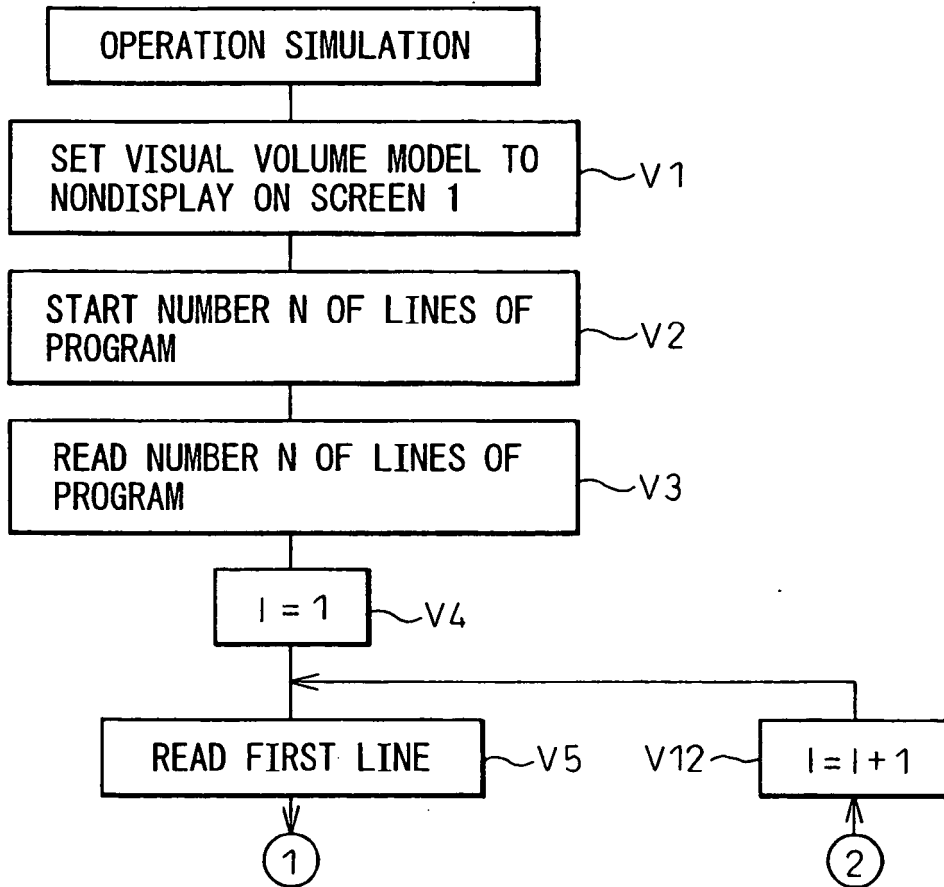 OPERATION SIMULATION
SET VISUAL VOLUME MODEL TO
NONDISPLAY ON SCREEN 1
V1
START NUMBER N OF LINES OF
PROGRAM
V2
READ NUMBER N OF LINES OF
PROGRAM
V3
I = 1
V4
READ FIRST LINE
V5
V12
I = I + 1
1
2